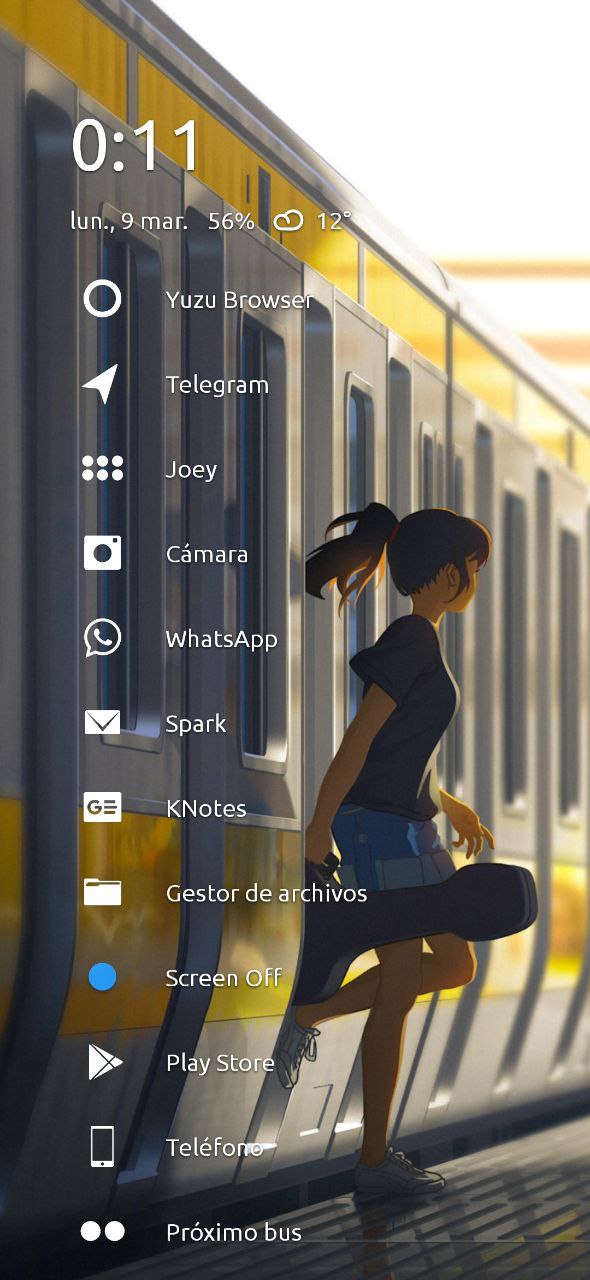 0:11
lun., 9 mar. 56% 12°
Yuzu Browser
Telegram
Joey
Cámara
WhatsApp
Spark
GE KNotes
Gestor de archivos
Screen Off
Play Store
Teléfono
Próximo bus